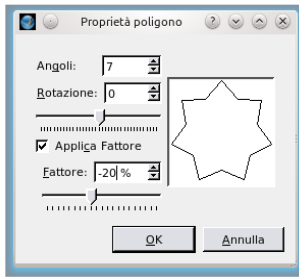 Proprietà poligono
Angoli: 7
Rotazione: 0
Applica Fattore
Fattore: -20 %
OK Annulla